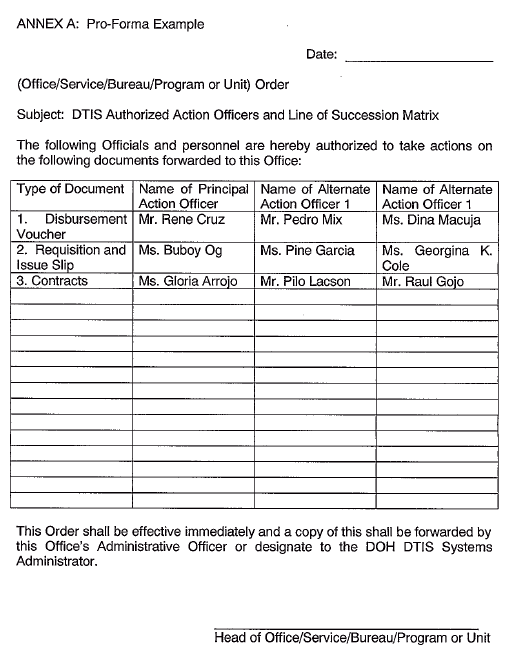 ANNEX A: Pro-Forma Example
Date:
(Office/Service/Bureau/Program or Unit) Order
Subject: DTIS Authorized Action Officers and Line of Succession Matrix
The following Officials and personnel are hereby authorized to take actions on
the following documents forwarded to this Office:
Type of Document | Name of Principal Action Officer | Name of Alternate Action Officer 1 | Name of Alternate Action Officer 1
1. Disbursement Voucher | Mr. Rene Cruz | Mr. Pedro Mix | Ms. Dina Macuja
2. Requisition and Issue Slip | Ms. Buboy Og | Ms. Pine Garcia | Ms. Georgina K. Cole
3. Contracts | Ms. Gloria Arrojo | Mr. Pilo Lacson | Mr. Raul Gojo
This Order shall be effective immediately and a copy of this shall be forwarded by
this Office's Administrative Officer or designate to the DOH DTIS Systems
Administrator.
Head of Office/Service/Bureau/Program or Unit